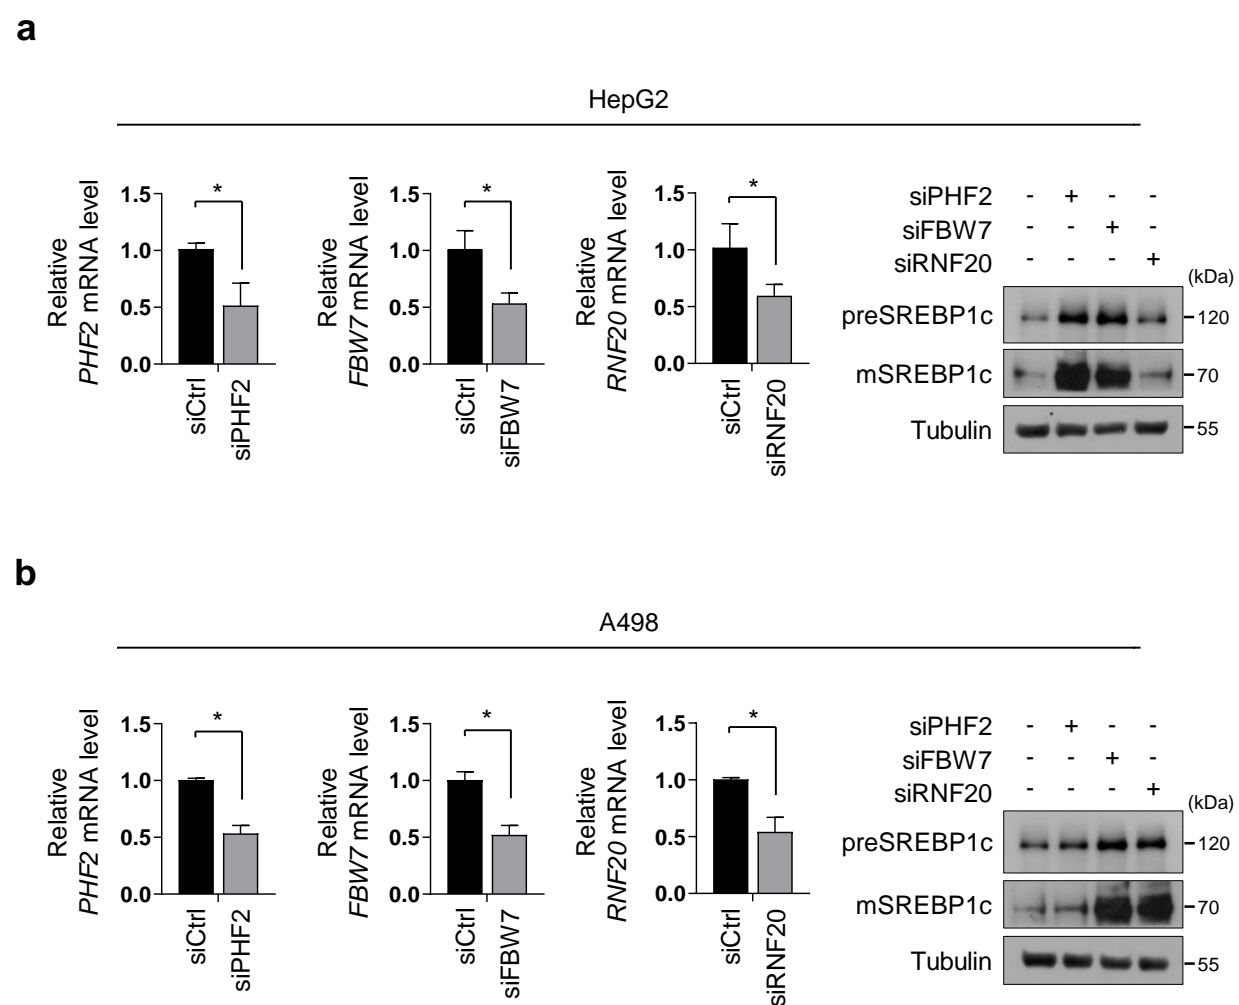 a
HepG2
Relative
PHF2 mRNA level
1.5
1.0
0.5
0.0
*
siCtrl
siPHF2
Relative
FBW7 mRNA level
1.5
1.0
0.5
0.0
*
siCtrl
siFBW7
Relative
RNF20 mRNA level
1.5
1.0
0.5
0.0
*
siCtrl
siRNF20
siPHF2 - + - -
siFBW7 - - + -
siRNF20 - - - +
(kDa)
preSREBP1c 120
mSREBP1c 70
Tubulin 55
b
A498
Relative
PHF2 mRNA level
1.5
1.0
0.5
0.0
*
siCtrl
siPHF2
Relative
FBW7 mRNA level
1.5
1.0
0.5
0.0
*
siCtrl
siFBW7
Relative
RNF20 mRNA level
1.5
1.0
0.5
0.0
*
siCtrl
siRNF20
siPHF2 - + - -
siFBW7 - - + -
siRNF20 - - - +
(kDa)
preSREBP1c 120
mSREBP1c 70
Tubulin 55